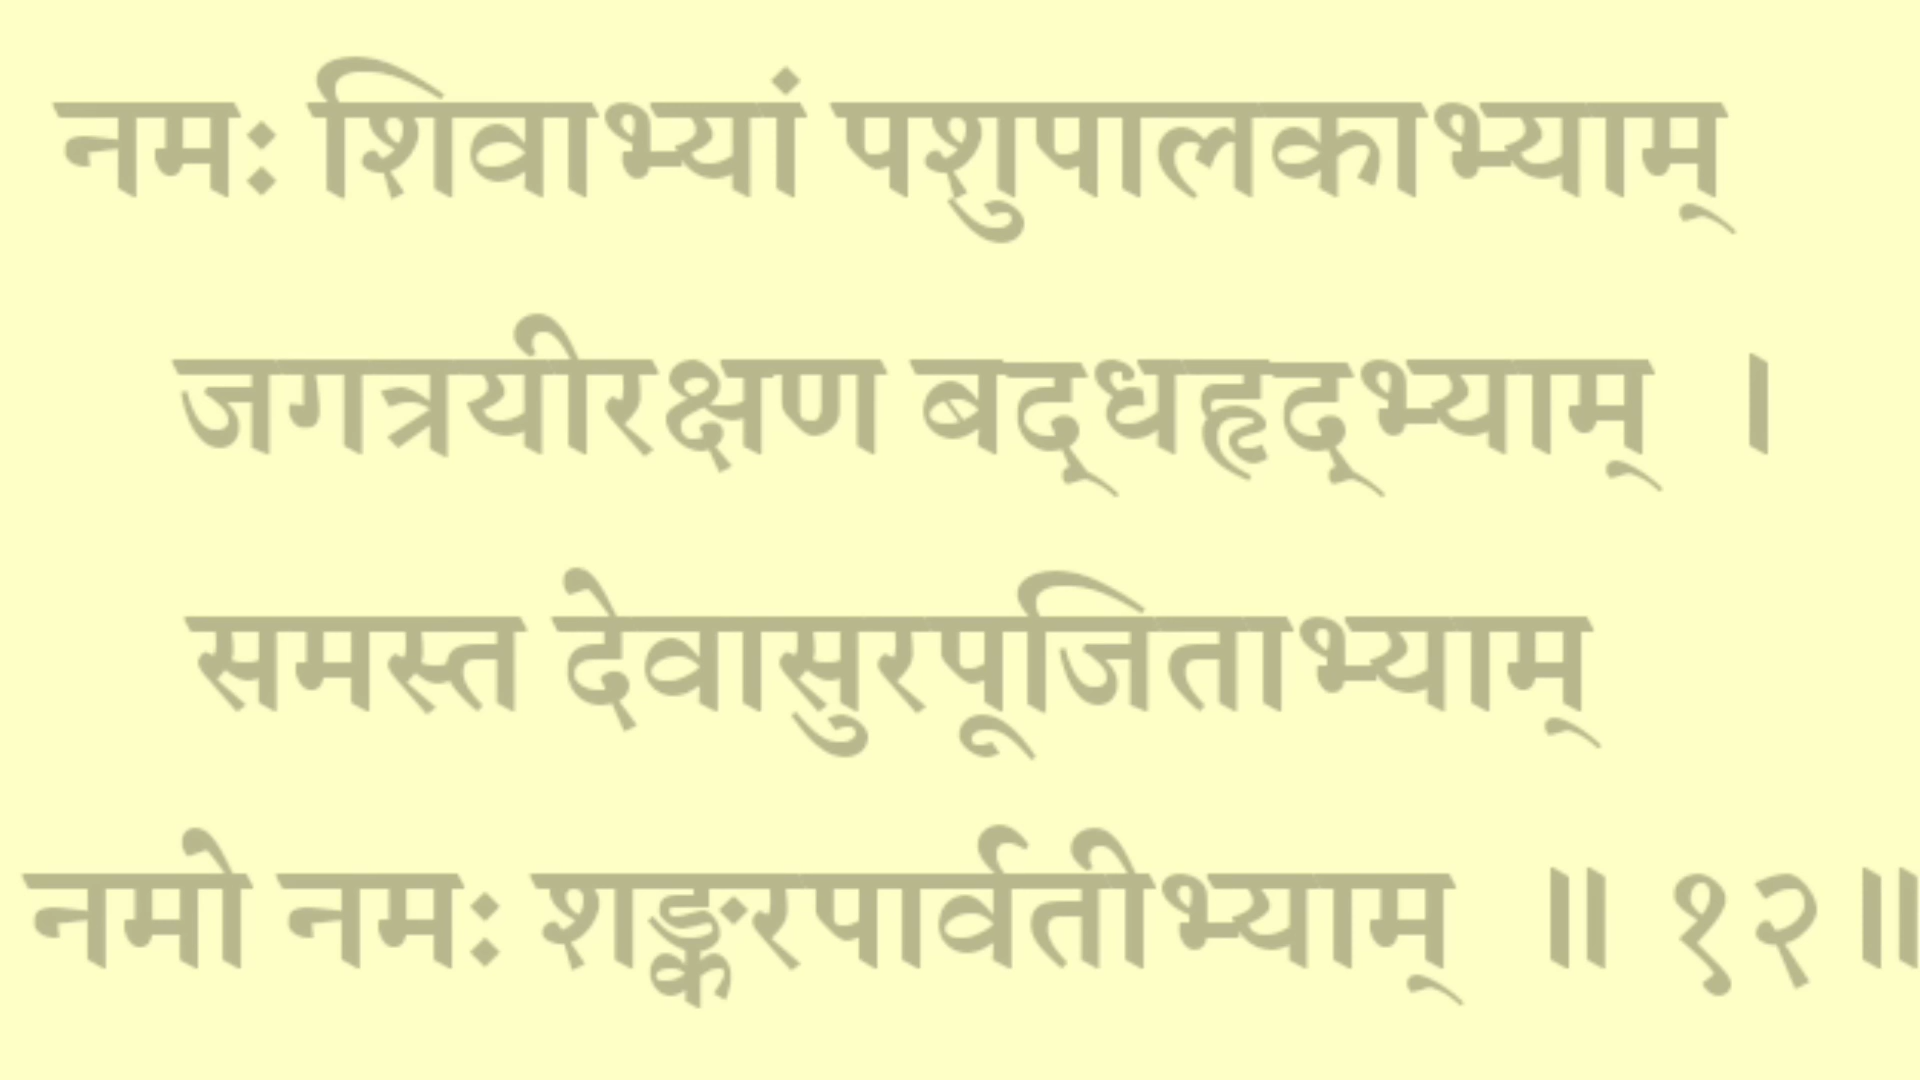 नमः शिवाभ्यां पशुपालकाभ्याम्
जगत्रयीरक्षण बद्‌धहृद्‌भ्याम् ।
समस्त देवासुरपूजिताभ्याम्
नमो नमः शङ्करपार्वतीभ्याम् ॥ १२॥